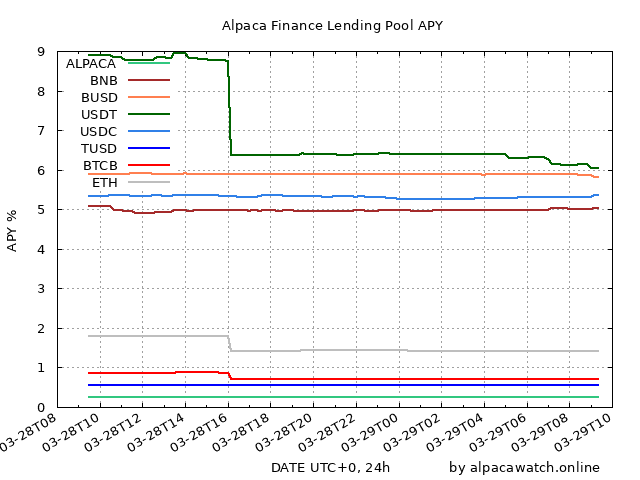 Alpaca Finance Lending Pool APY
9
8
7
6
5
4
3
2
1
0
APY %
ALPACA
BNB
BUSD
USDT
USDC
TUSD
BTCB
ETH
03-28T08
03-28T10
03-28T12
03-28T14
03-28T16
03-28T18
03-28T20
03-28T22
03-29T00
03-29T02
03-29T04
03-29T06
03-29T08
03-29T10
DATE UTC+0, 24h
by alpacawatch.online